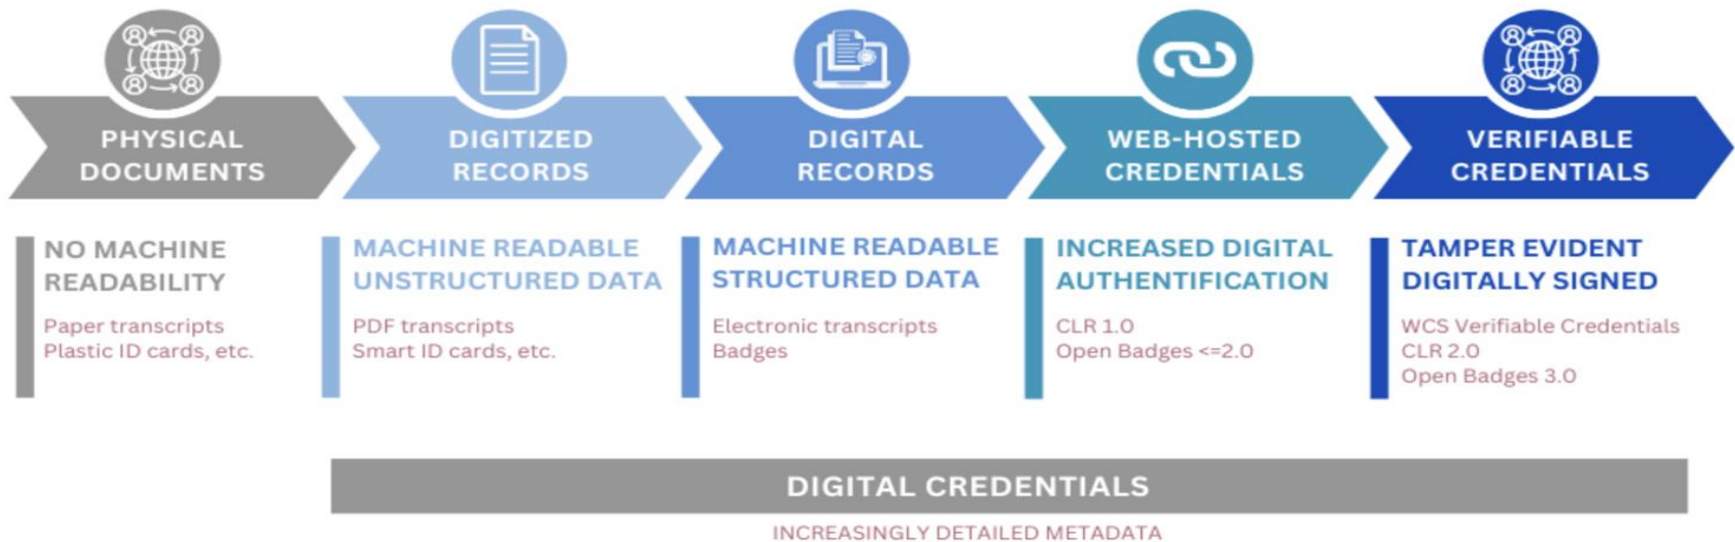 PHYSICAL
DOCUMENTS
DIGITIZED
RECORDS
DIGITAL
RECORDS
WEB-HOSTED
CREDENTIALS
VERIFIABLE
CREDENTIALS
NO MACHINE
READABILITY
Paper transcripts
Plastic ID cards, etc.
MACHINE READABLE
UNSTRUCTURED DATA
PDF transcripts
Smart ID cards, etc.
MACHINE READABLE
STRUCTURED DATA
Electronic transcripts
Badges
INCREASED DIGITAL
AUTHENTIFICATION
CLR 1.0
Open Badges <=2.0
TAMPER EVIDENT
DIGITALLY SIGNED
WCS Verifiable Credentials
CLR 2.0
Open Badges 3.0
DIGITAL CREDENTIALS
INCREASINGLY DETAILED METADATA